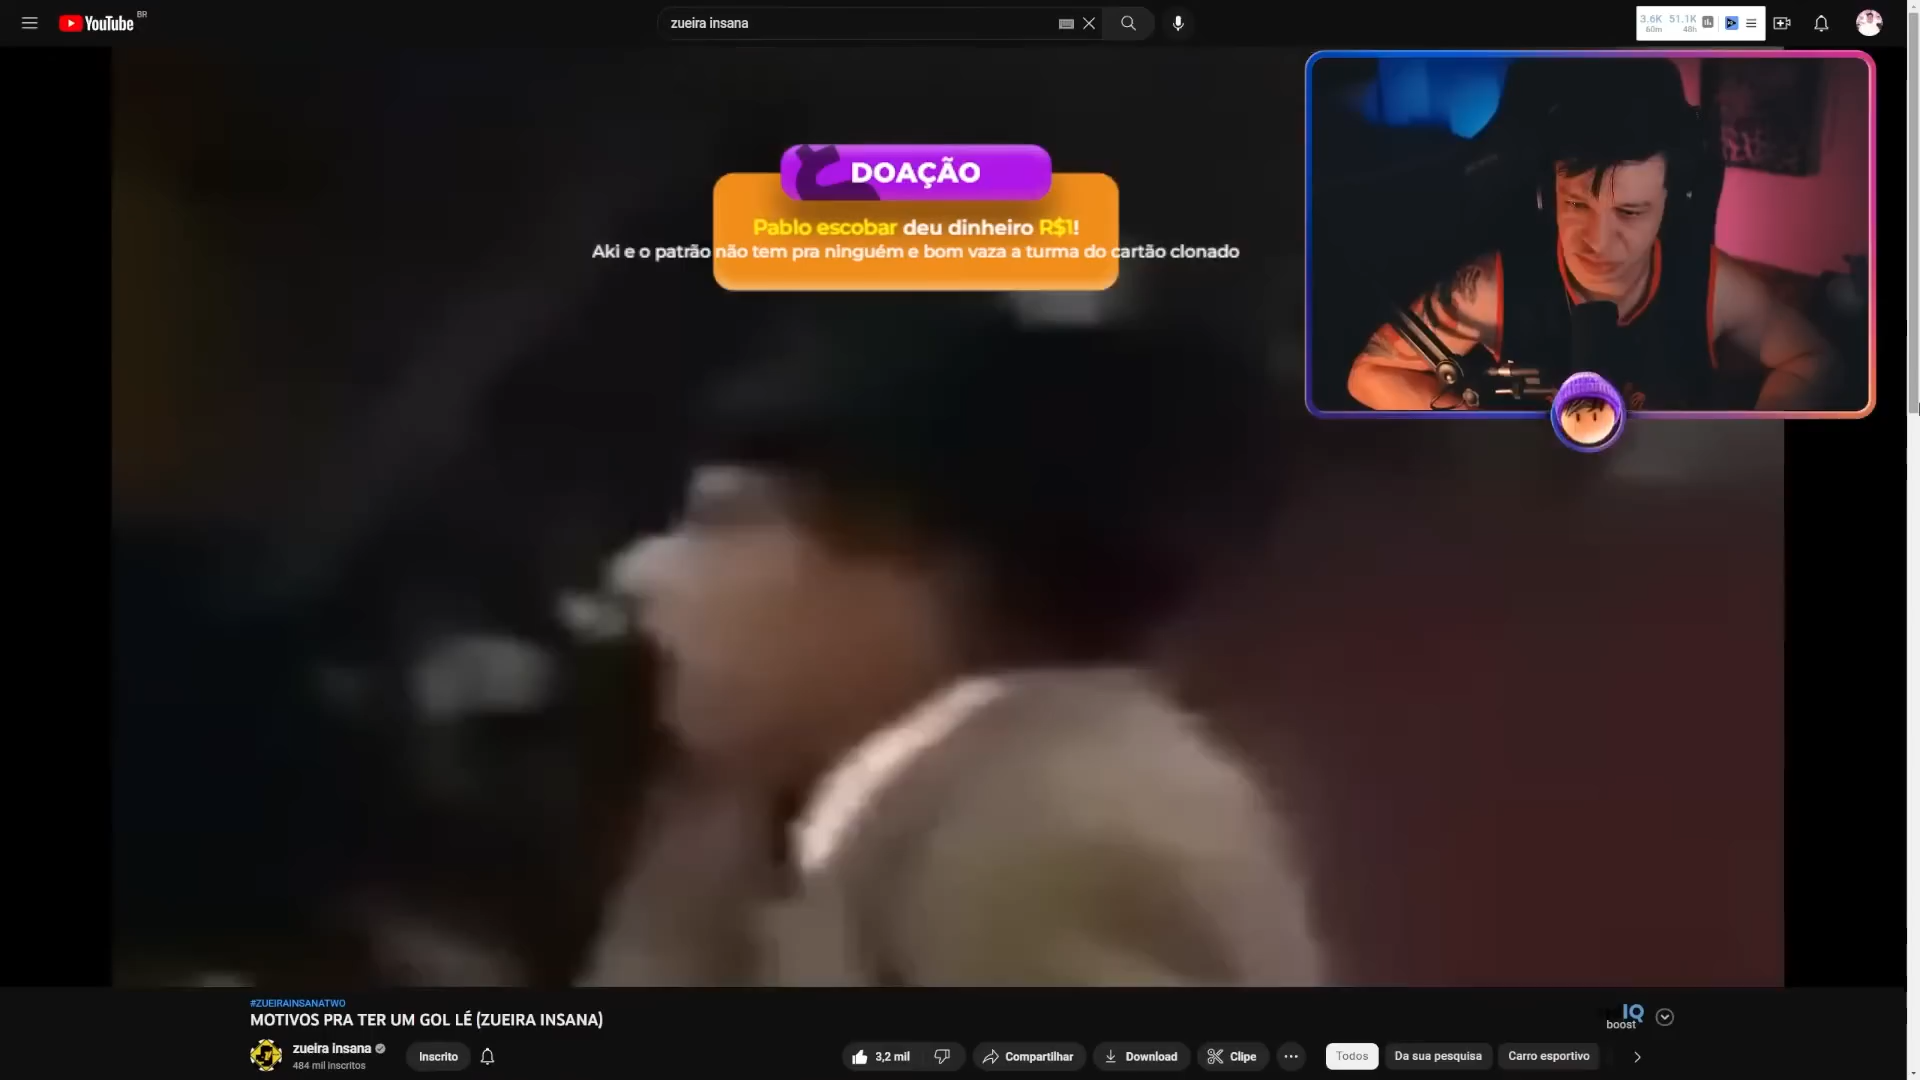 YouTube BR
zueira insana
3.6K 51.1K
60m 48h
DOAÇÃO
Pablo escobar deu dinheiro R$1!
Aki e o patrão não tem pra ninguém e bom vaza a turma do cartão clonado
#ZUEIRAINSANATWO
MOTIVOS PRA TER UM GOL LÉ (ZUEIRA INSANA)
IQ
boost
zueira insana
484 mil inscritos
Inscrito
3,2 mil
Compartilhar
Download
Clipe
Todos
Da sua pesquisa
Carro esportivo